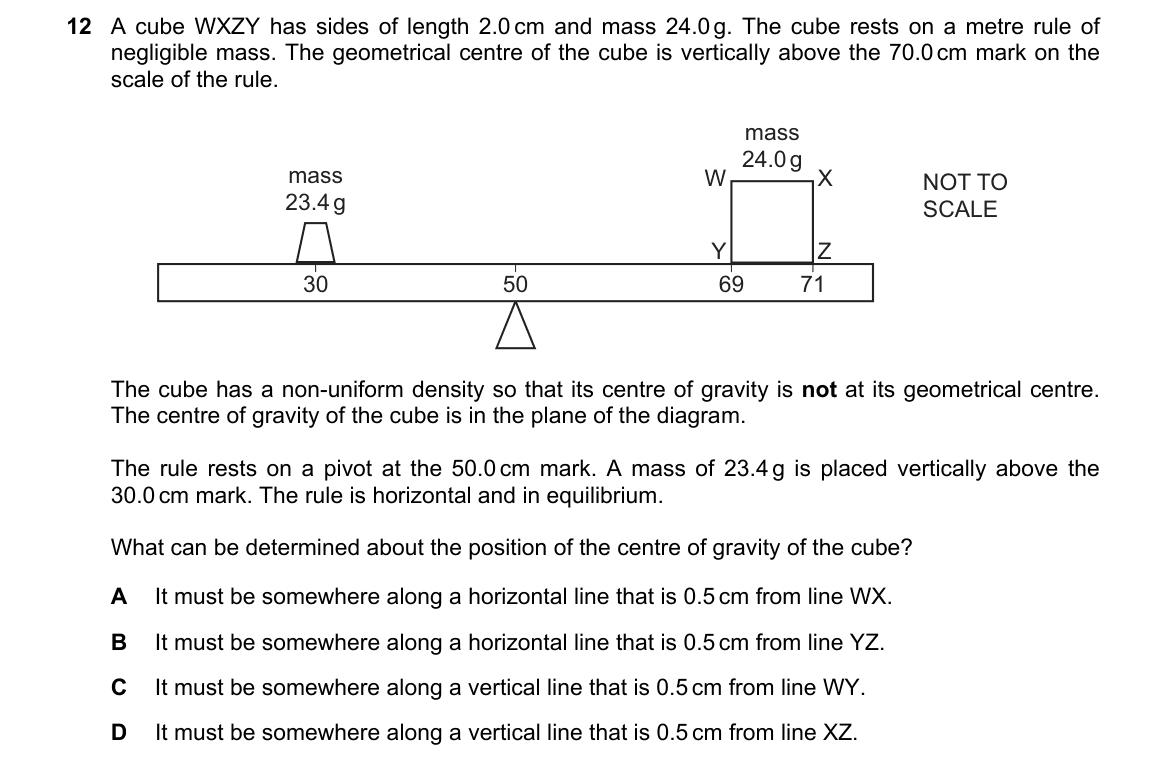 12 A cube WXZY has sides of length 2.0 cm and mass 24.0 g. The cube rests on a metre rule of
negligible mass. The geometrical centre of the cube is vertically above the 70.0 cm mark on the
scale of the rule.
mass
24.0 g
mass
23.4 g
W
X
NOT TO
SCALE
Y
Z
30
50
69
71
The cube has a non-uniform density so that its centre of gravity is not at its geometrical centre.
The centre of gravity of the cube is in the plane of the diagram.
The rule rests on a pivot at the 50.0 cm mark. A mass of 23.4 g is placed vertically above the
30.0 cm mark. The rule is horizontal and in equilibrium.
What can be determined about the position of the centre of gravity of the cube?
A It must be somewhere along a horizontal line that is 0.5 cm from line WX.
B It must be somewhere along a horizontal line that is 0.5 cm from line YZ.
C It must be somewhere along a vertical line that is 0.5 cm from line WY.
D It must be somewhere along a vertical line that is 0.5 cm from line XZ.